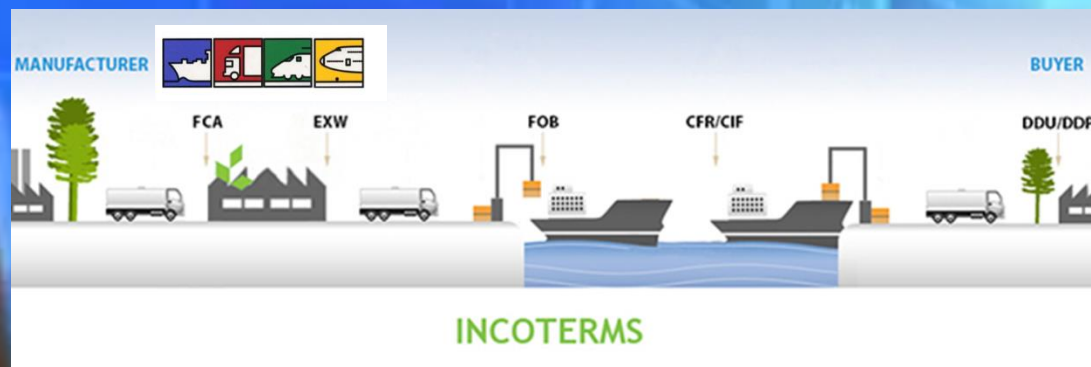 MANUFACTURER
BUYER
FCA EXW FOB CFR/CIF DDU/DDP
INCOTERMS